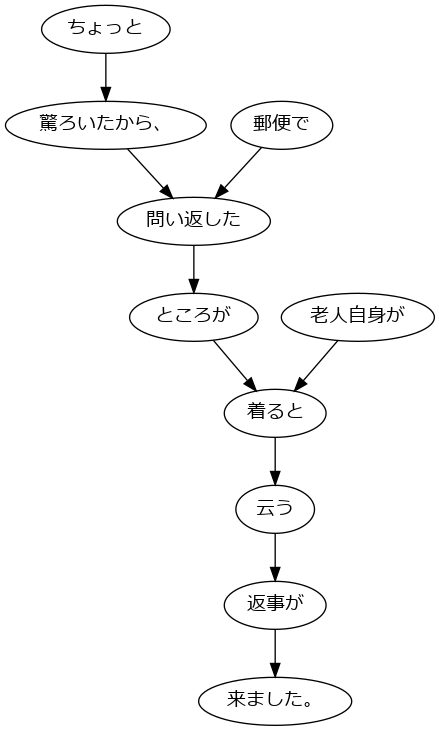 ちょっと
驚ろいたから、
郵便で
問い返した
ところが
老人自身が
着ると
云う
返事が
来ました。